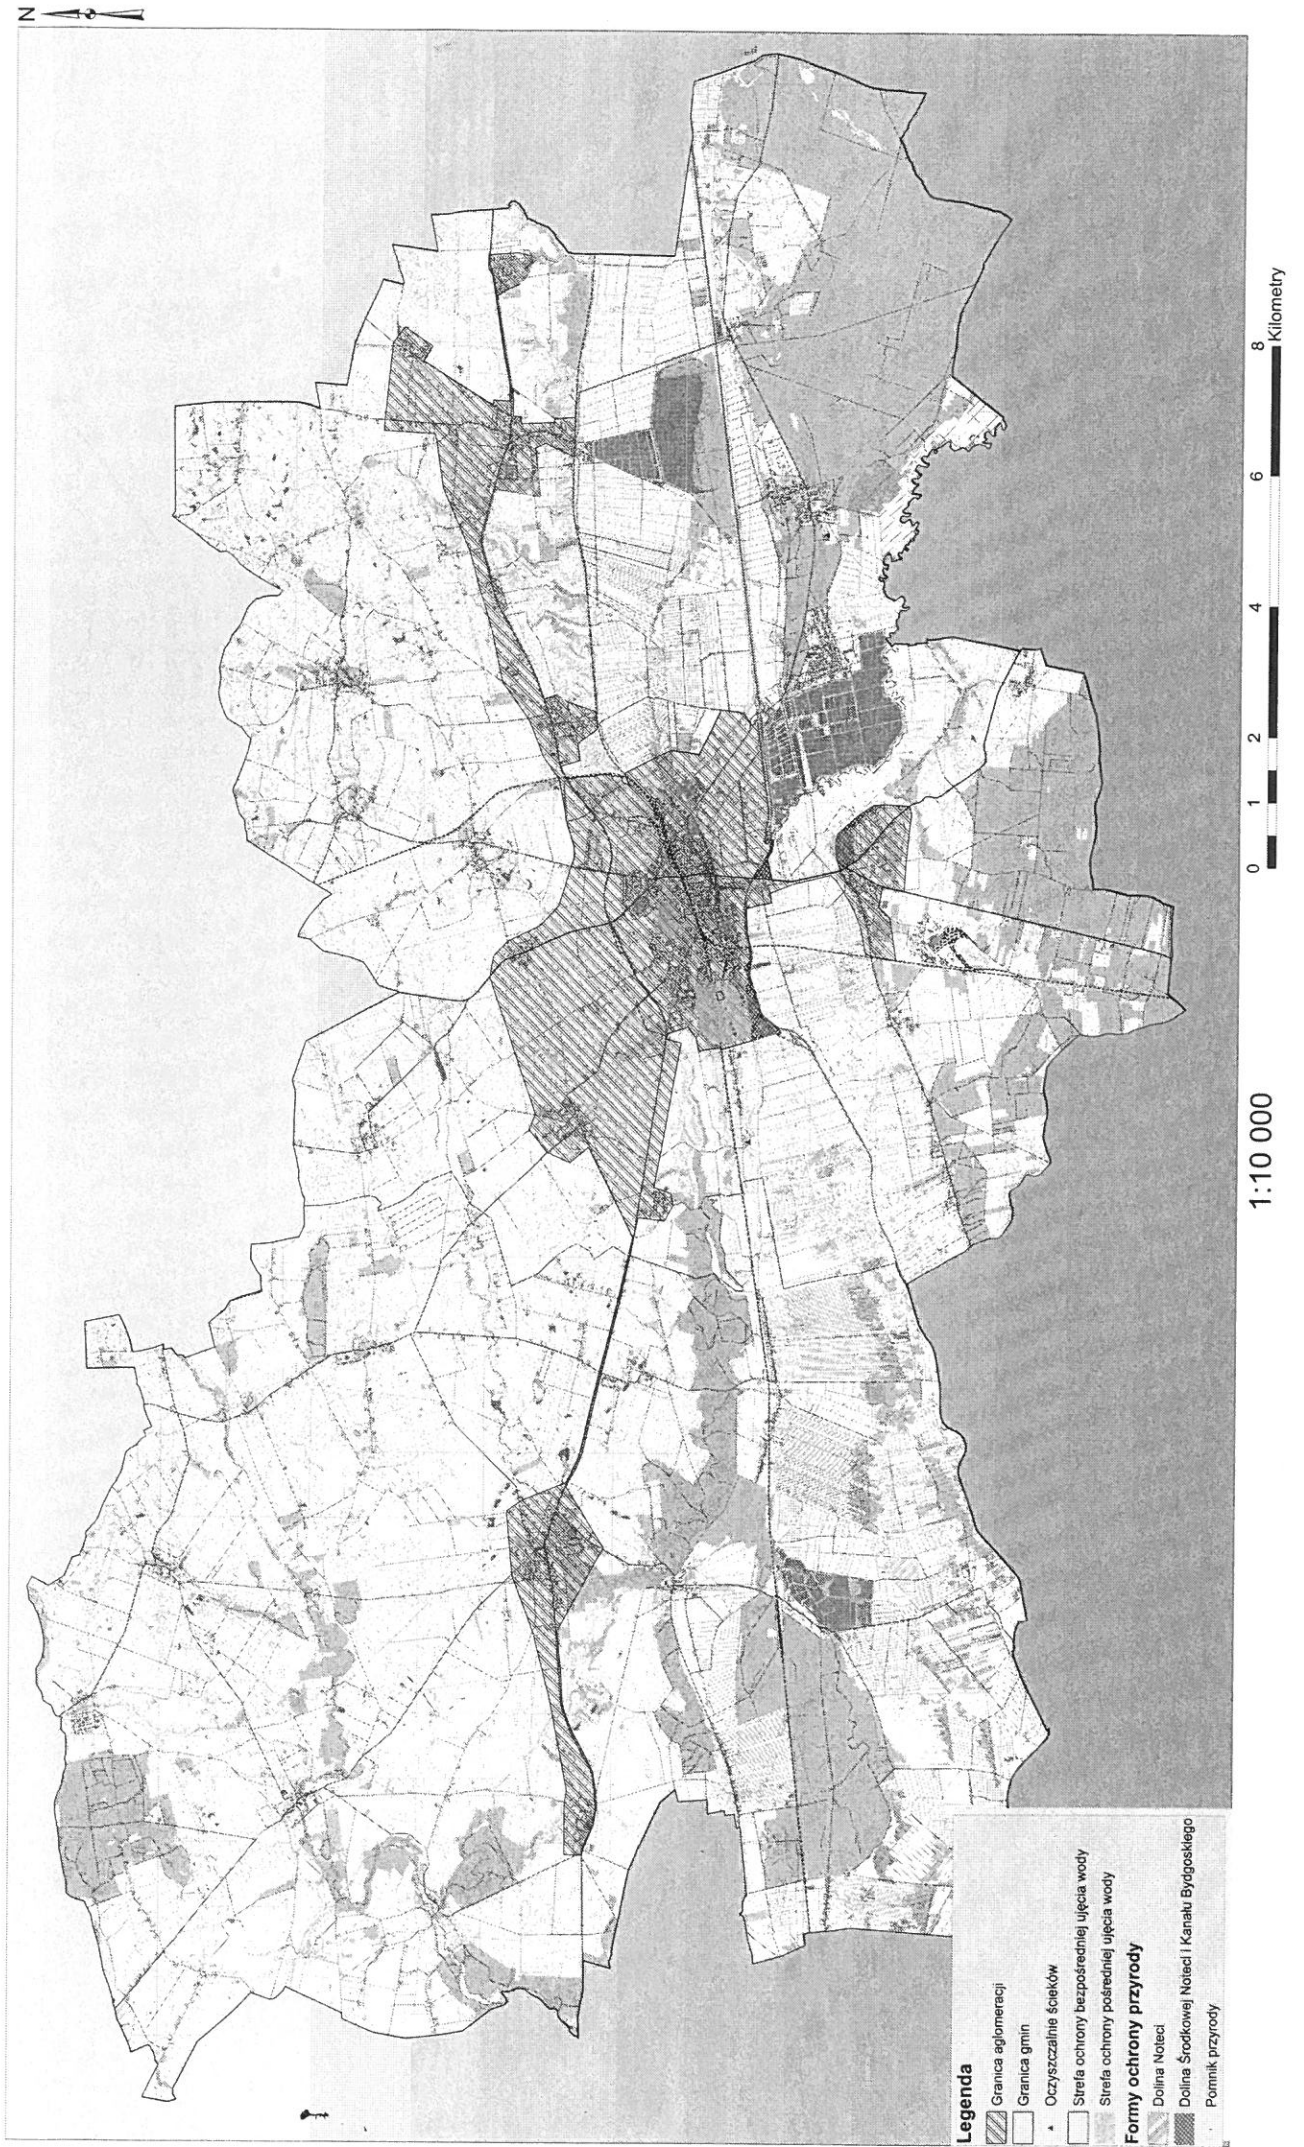 N
Legenda
Granica aglomeracji
Granica gmin
Oczyszczalnie ścieków
Strefa ochrony bezpośredniej ujęcia wody
Strefa ochrony pośredniej ujęcia wody
Formy ochrony przyrody
Dolina Noteci
Dolina Środkowej Noteci i Kanału Bydgoskiego
Pomnik przyrody
1:10 000
0 1 2 4 6 8
Kilometry